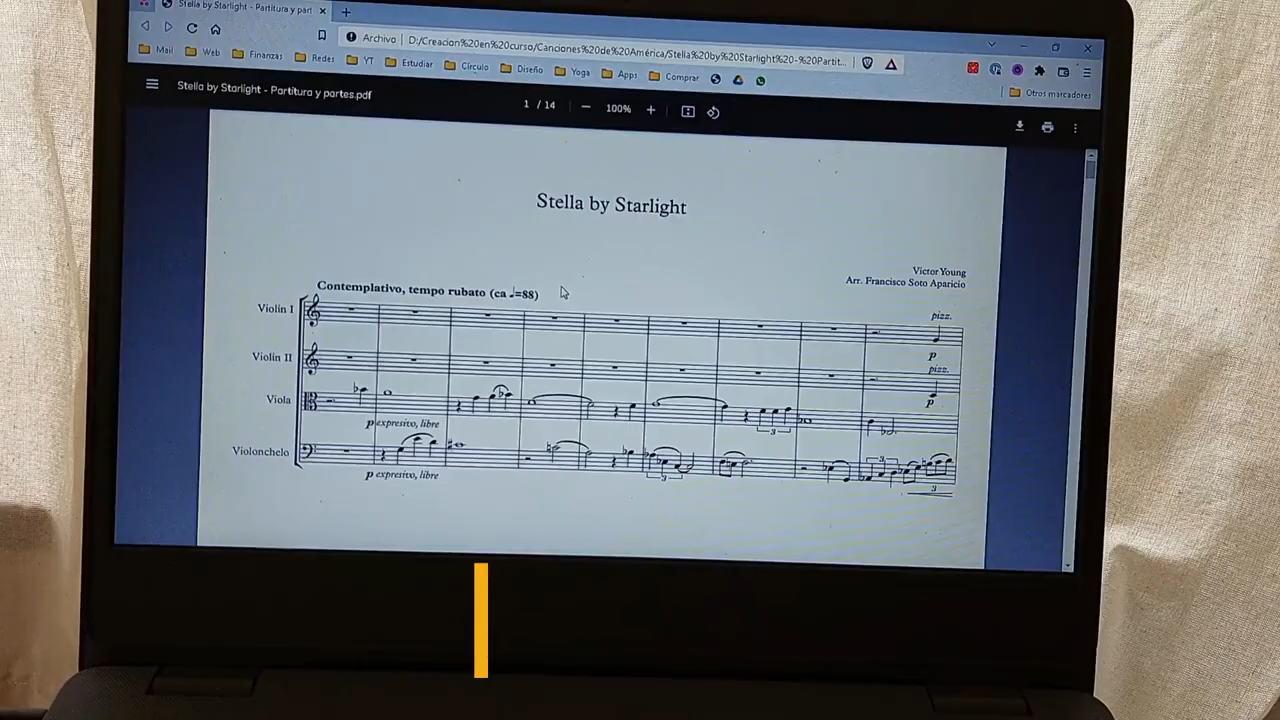 Stella by Starlight - Partitura y part
Archivo D:/Creacion%20en%20curso/Canciones%20de%20América/Stella%20by%20Starlight%20-%20Partit...
Mail Web Finanzas Redes YT Estudiar Círculo Diseño Yoga Apps Comprar
Otros marcadores
Stella by Starlight - Partitura y partes.pdf 1 / 14 100%
Stella by Starlight
Victor Young
Arr. Francisco Soto Aparicio
Contemplativo, tempo rubato (ca ♩=88)
Violin I
pizz.
p
Violin II
pizz.
p
Viola
p expresivo, libre
3
Violonchelo
p expresivo, libre
3
3
3